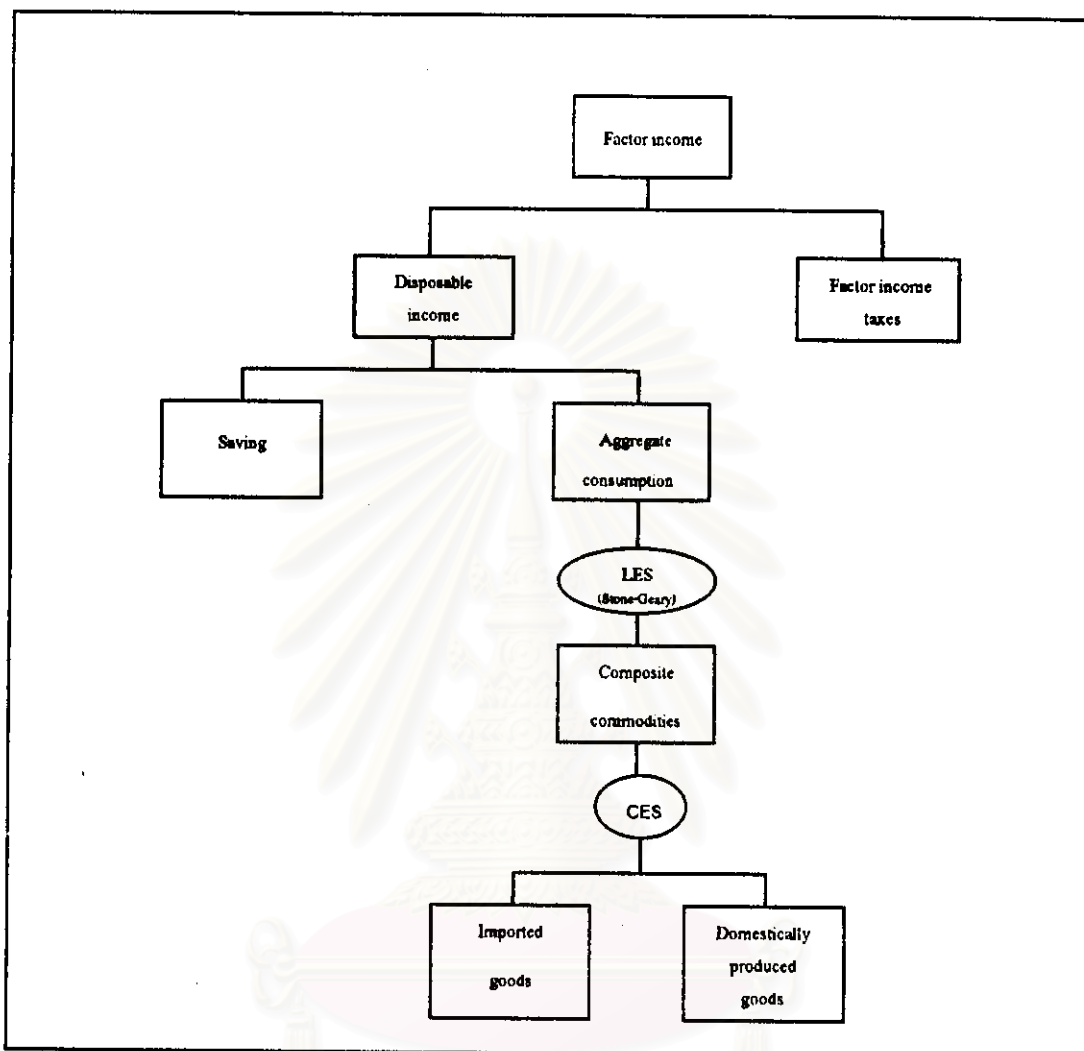 Factor income
Disposable
income
Factor income
taxes
Saving
Aggregate
consumption
LES
(Stone-Geary)
Composite
commodities
CES
Imported
goods
Domestically
produced
goods